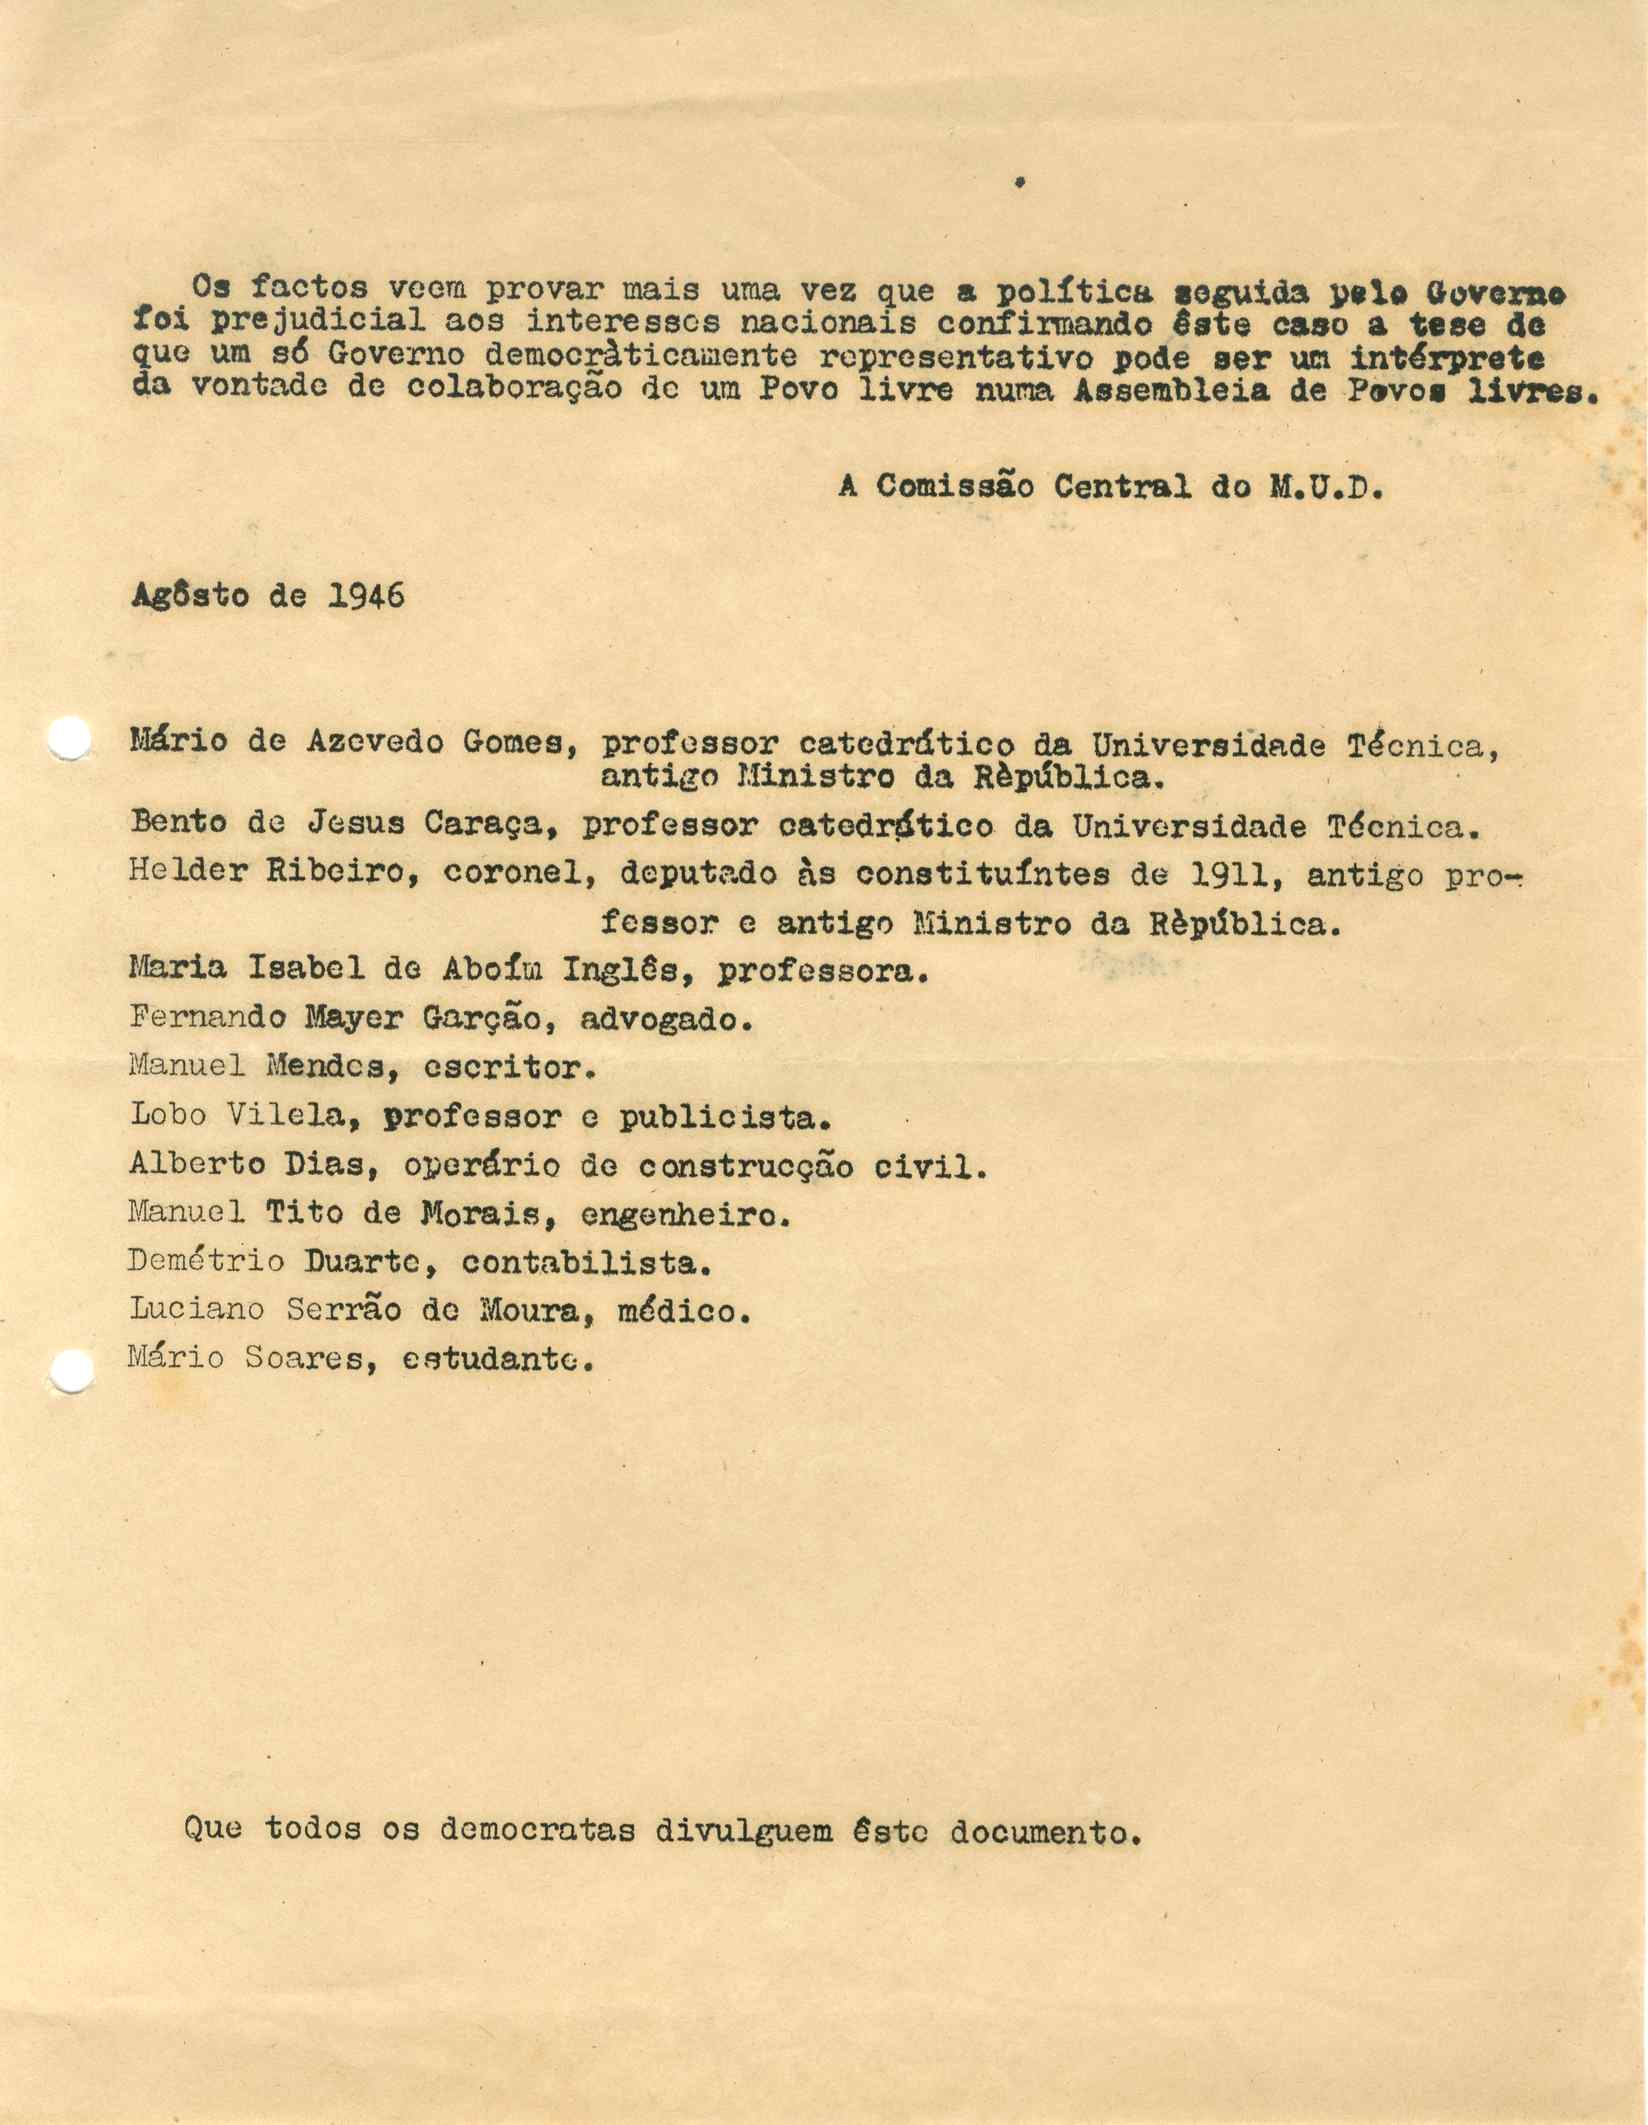 Os factos veem provar mais uma vez que a política seguida pelo Governo
foi prejudicial aos interesses nacionais confirmando êste caso a tese de
que um só Governo democràticamente representativo pode ser um intérprete
da vontade de colaboração de um Povo livre numa Assembleia de Povos livres.
A Comissão Central do M.U.D.
Agôsto de 1946
Mário de Azevedo Gomes, professor catedrático da Universidade Técnica,
antigo Ministro da Rèpública.
Bento de Jesus Caraça, professor catedrático da Universidade Técnica.
Helder Ribeiro, coronel, deputado às constituíntes de 1911, antigo pro-
fessor e antigo Ministro da Rèpública.
Maria Isabel de Aboím Inglês, professora.
Fernando Mayer Garção, advogado.
Manuel Mendes, escritor.
Lobo Vilela, professor e publicista.
Alberto Dias, operário de construcção civil.
Manuel Tito de Morais, engenheiro.
Demétrio Duarte, contabilista.
Luciano Serrão de Moura, médico.
Mário Soares, estudante.
Que todos os democratas divulguem êste documento.